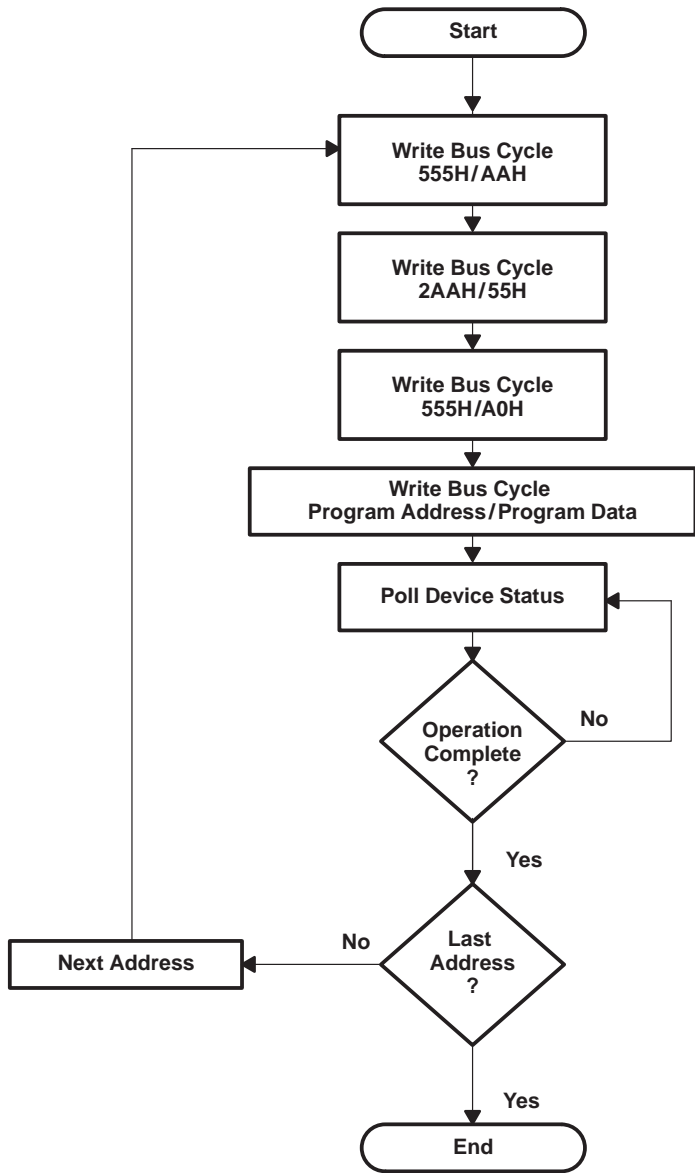 Start
Write Bus Cycle
555H/AAH
Write Bus Cycle
2AAH/55H
Write Bus Cycle
555H/A0H
Write Bus Cycle
Program Address/Program Data
Poll Device Status
Operation
Complete
?
No
Yes
Next Address
No
Last
Address
?
Yes
End